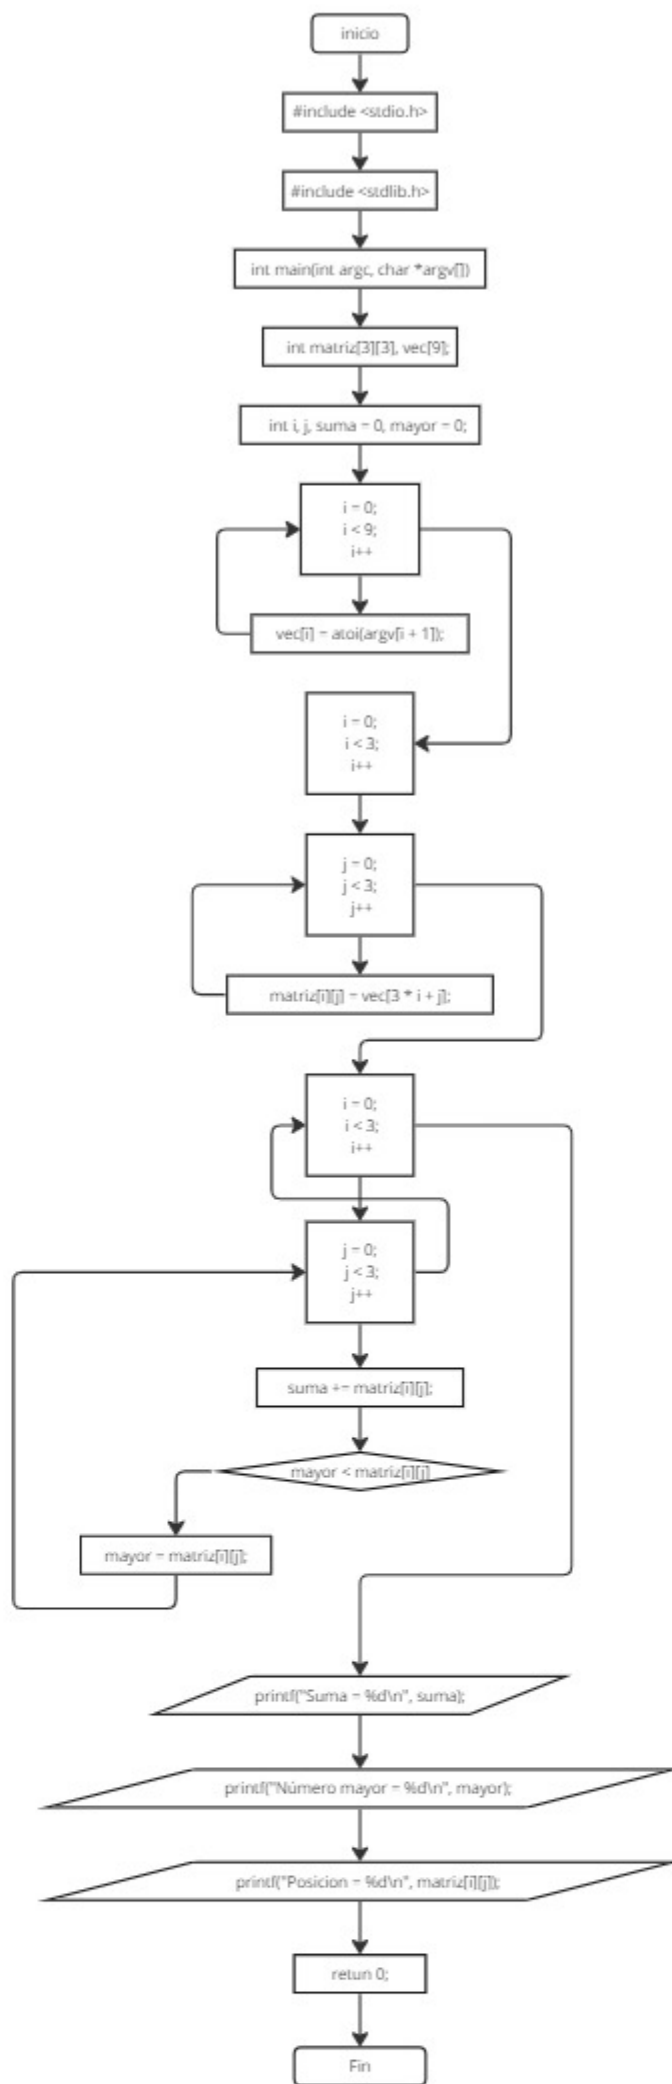 inicio
#include <stdio.h>
#include <stdlib.h>
int main(int argc, char *argv[])
int matriz[3][3], vec[9];
int i, j, suma = 0, mayor = 0;
i = 0;
i < 9;
i++
vec[i] = atoi(argv[i + 1]);
i = 0;
i < 3;
i++
j = 0;
j < 3;
j++
matriz[i][j] = vec[3 * i + j];
i = 0;
i < 3;
i++
j = 0;
j < 3;
j++
suma += matriz[i][j];
mayor < matriz[i][j]
mayor = matriz[i][j];
printf("Suma = %d\n", suma);
printf("Número mayor = %d\n", mayor);
printf("Posicion = %d\n", matriz[i][j]);
retun 0;
Fin